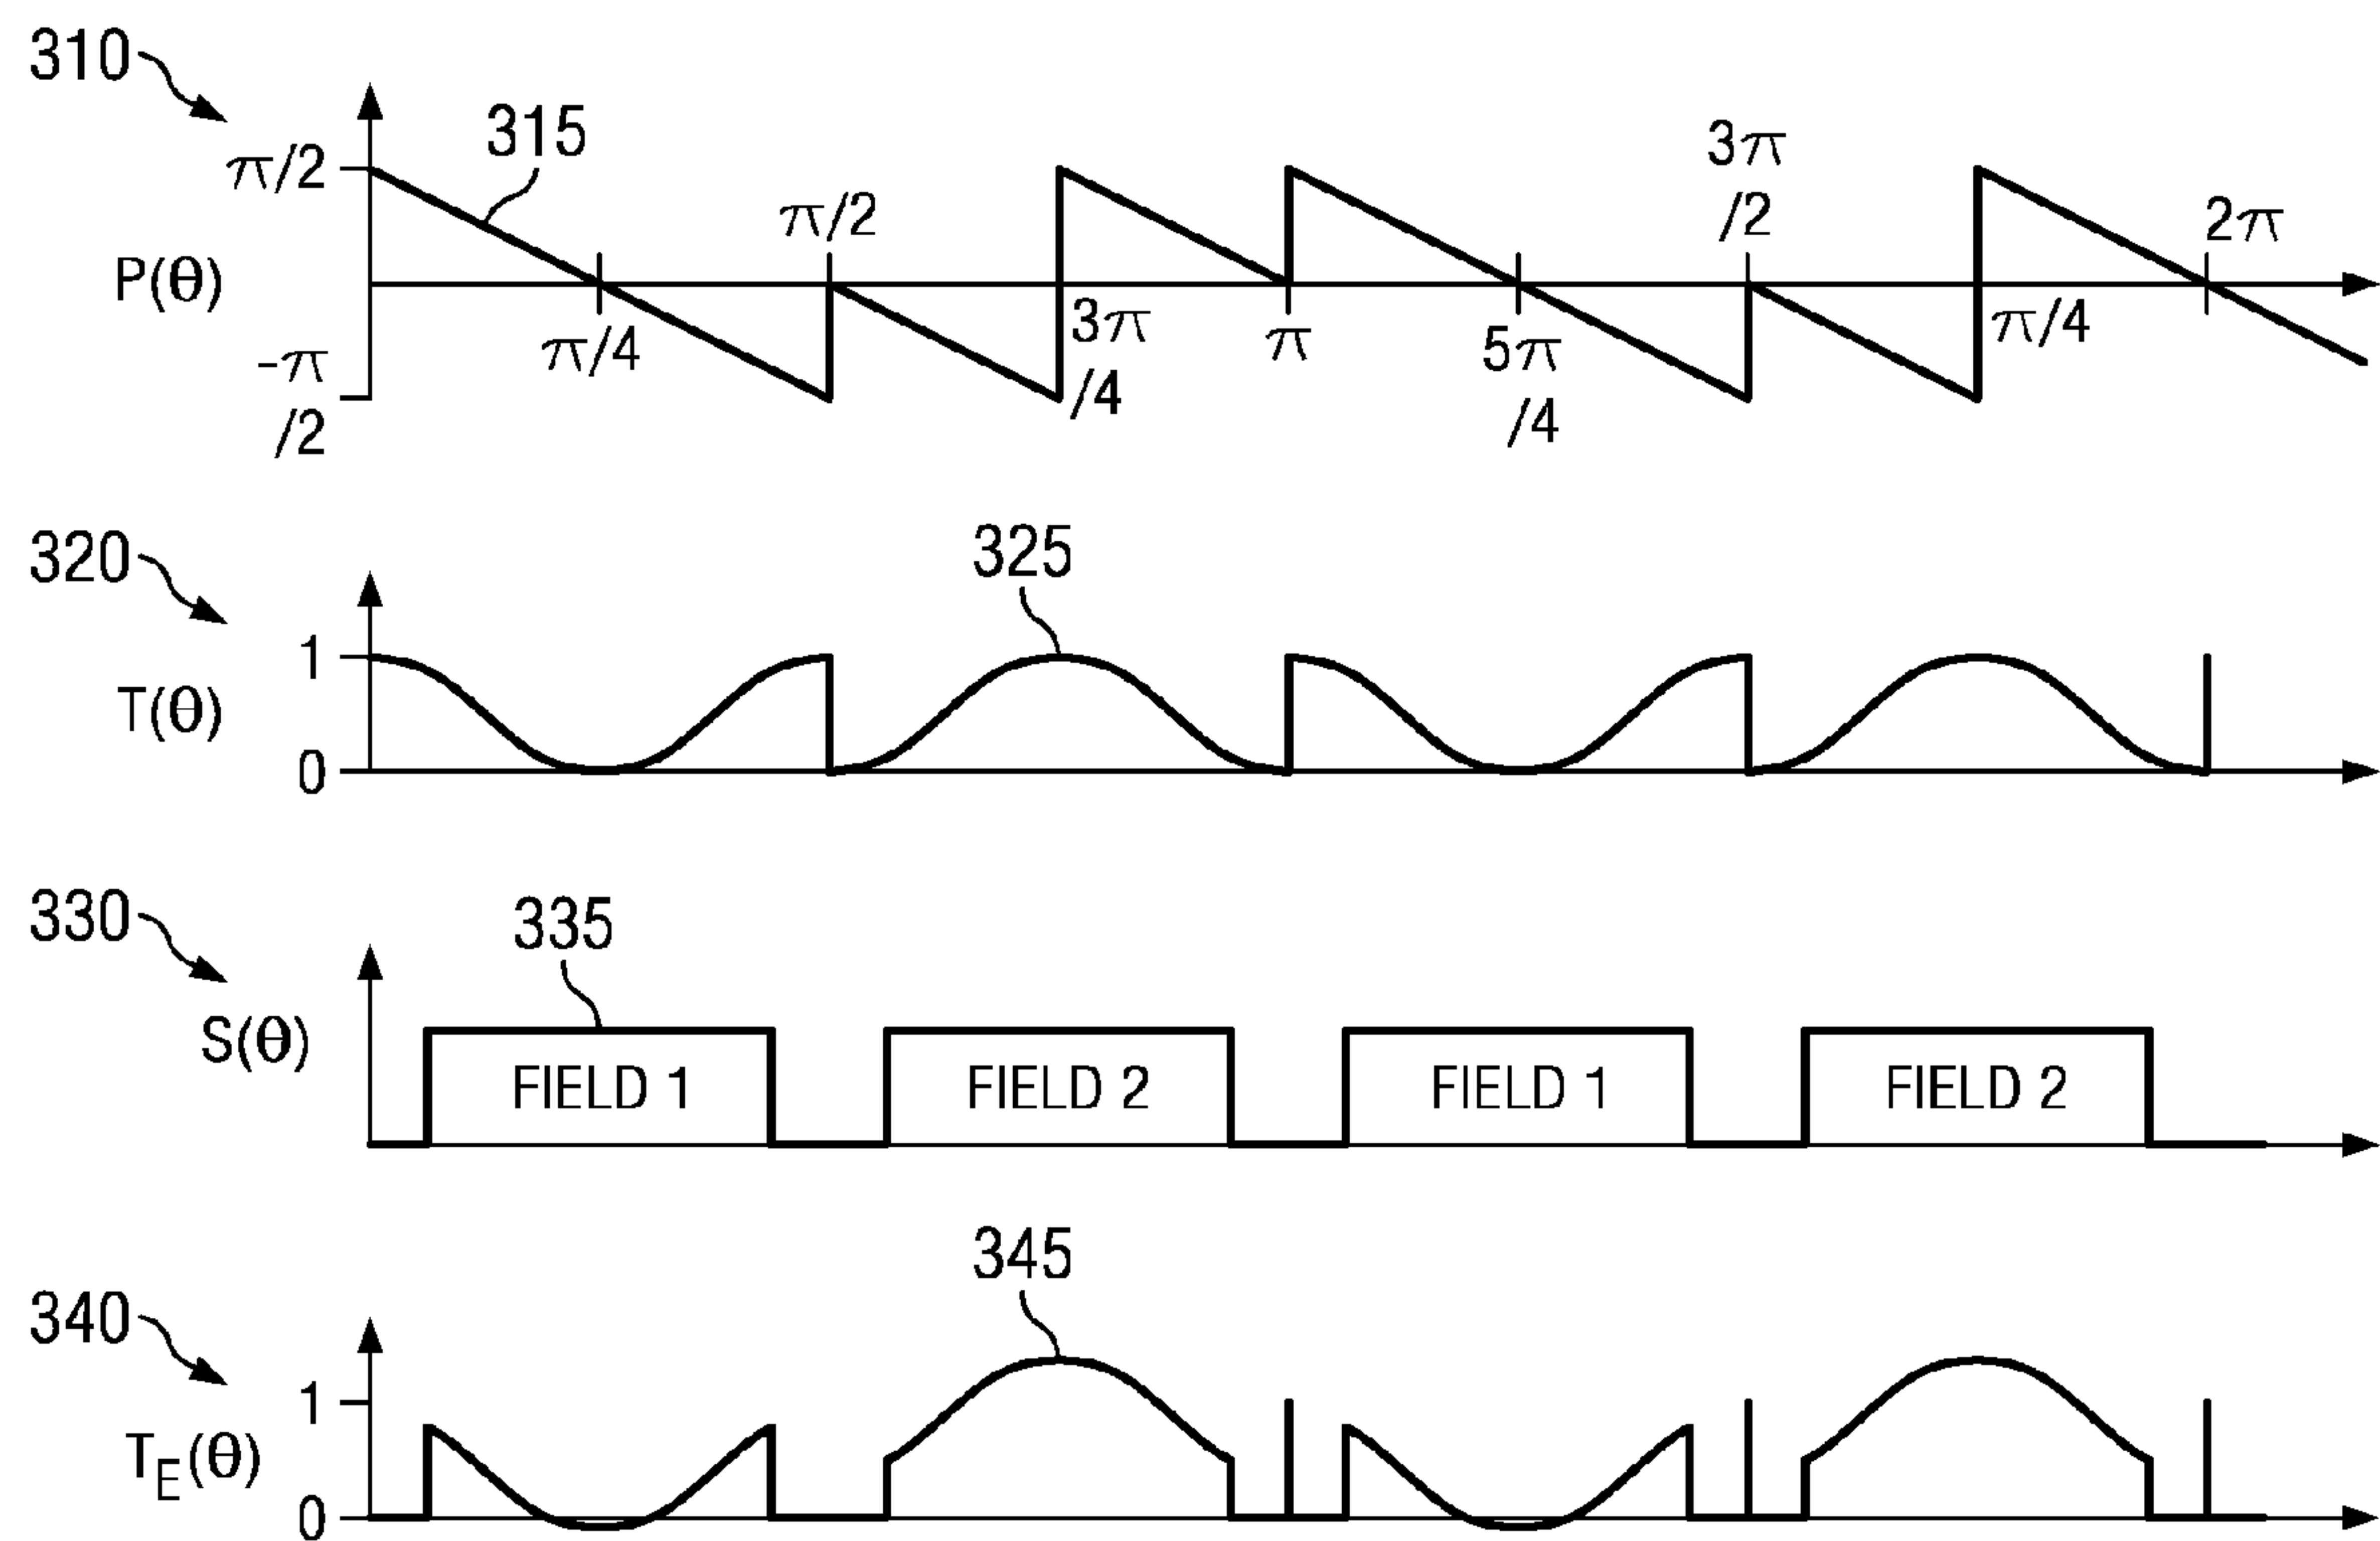 310
315
π/2
P(θ)
-π
/2
π/4
π/2
3π
/4
π
5π
/4
3π
/2
π/4
2π
320
325
1
T(θ)
0
330
335
S(θ)
FIELD 1
FIELD 2
FIELD 1
FIELD 2
340
345
1
T_E(θ)
0